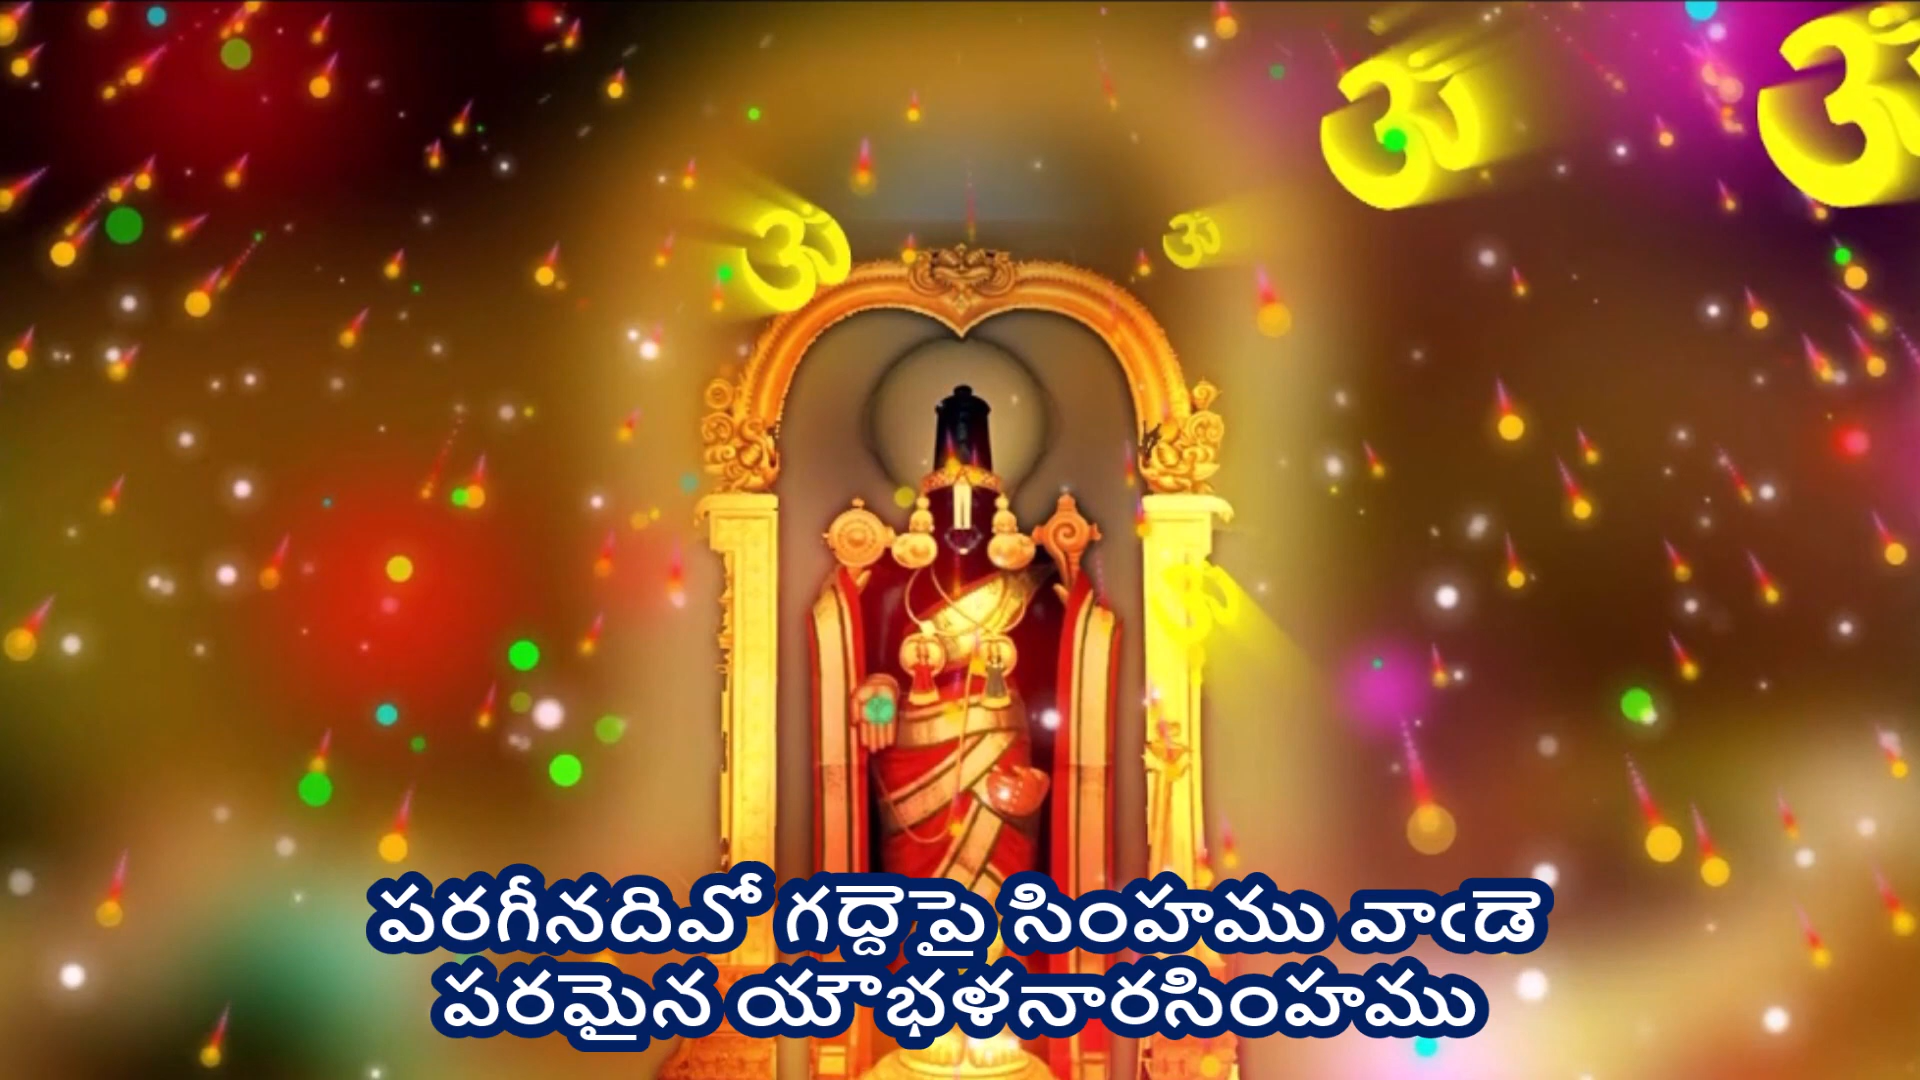 పరగీనదివో గద్దెపై సింహము వాఁడె
పరమైన యౌభళనారసింహము